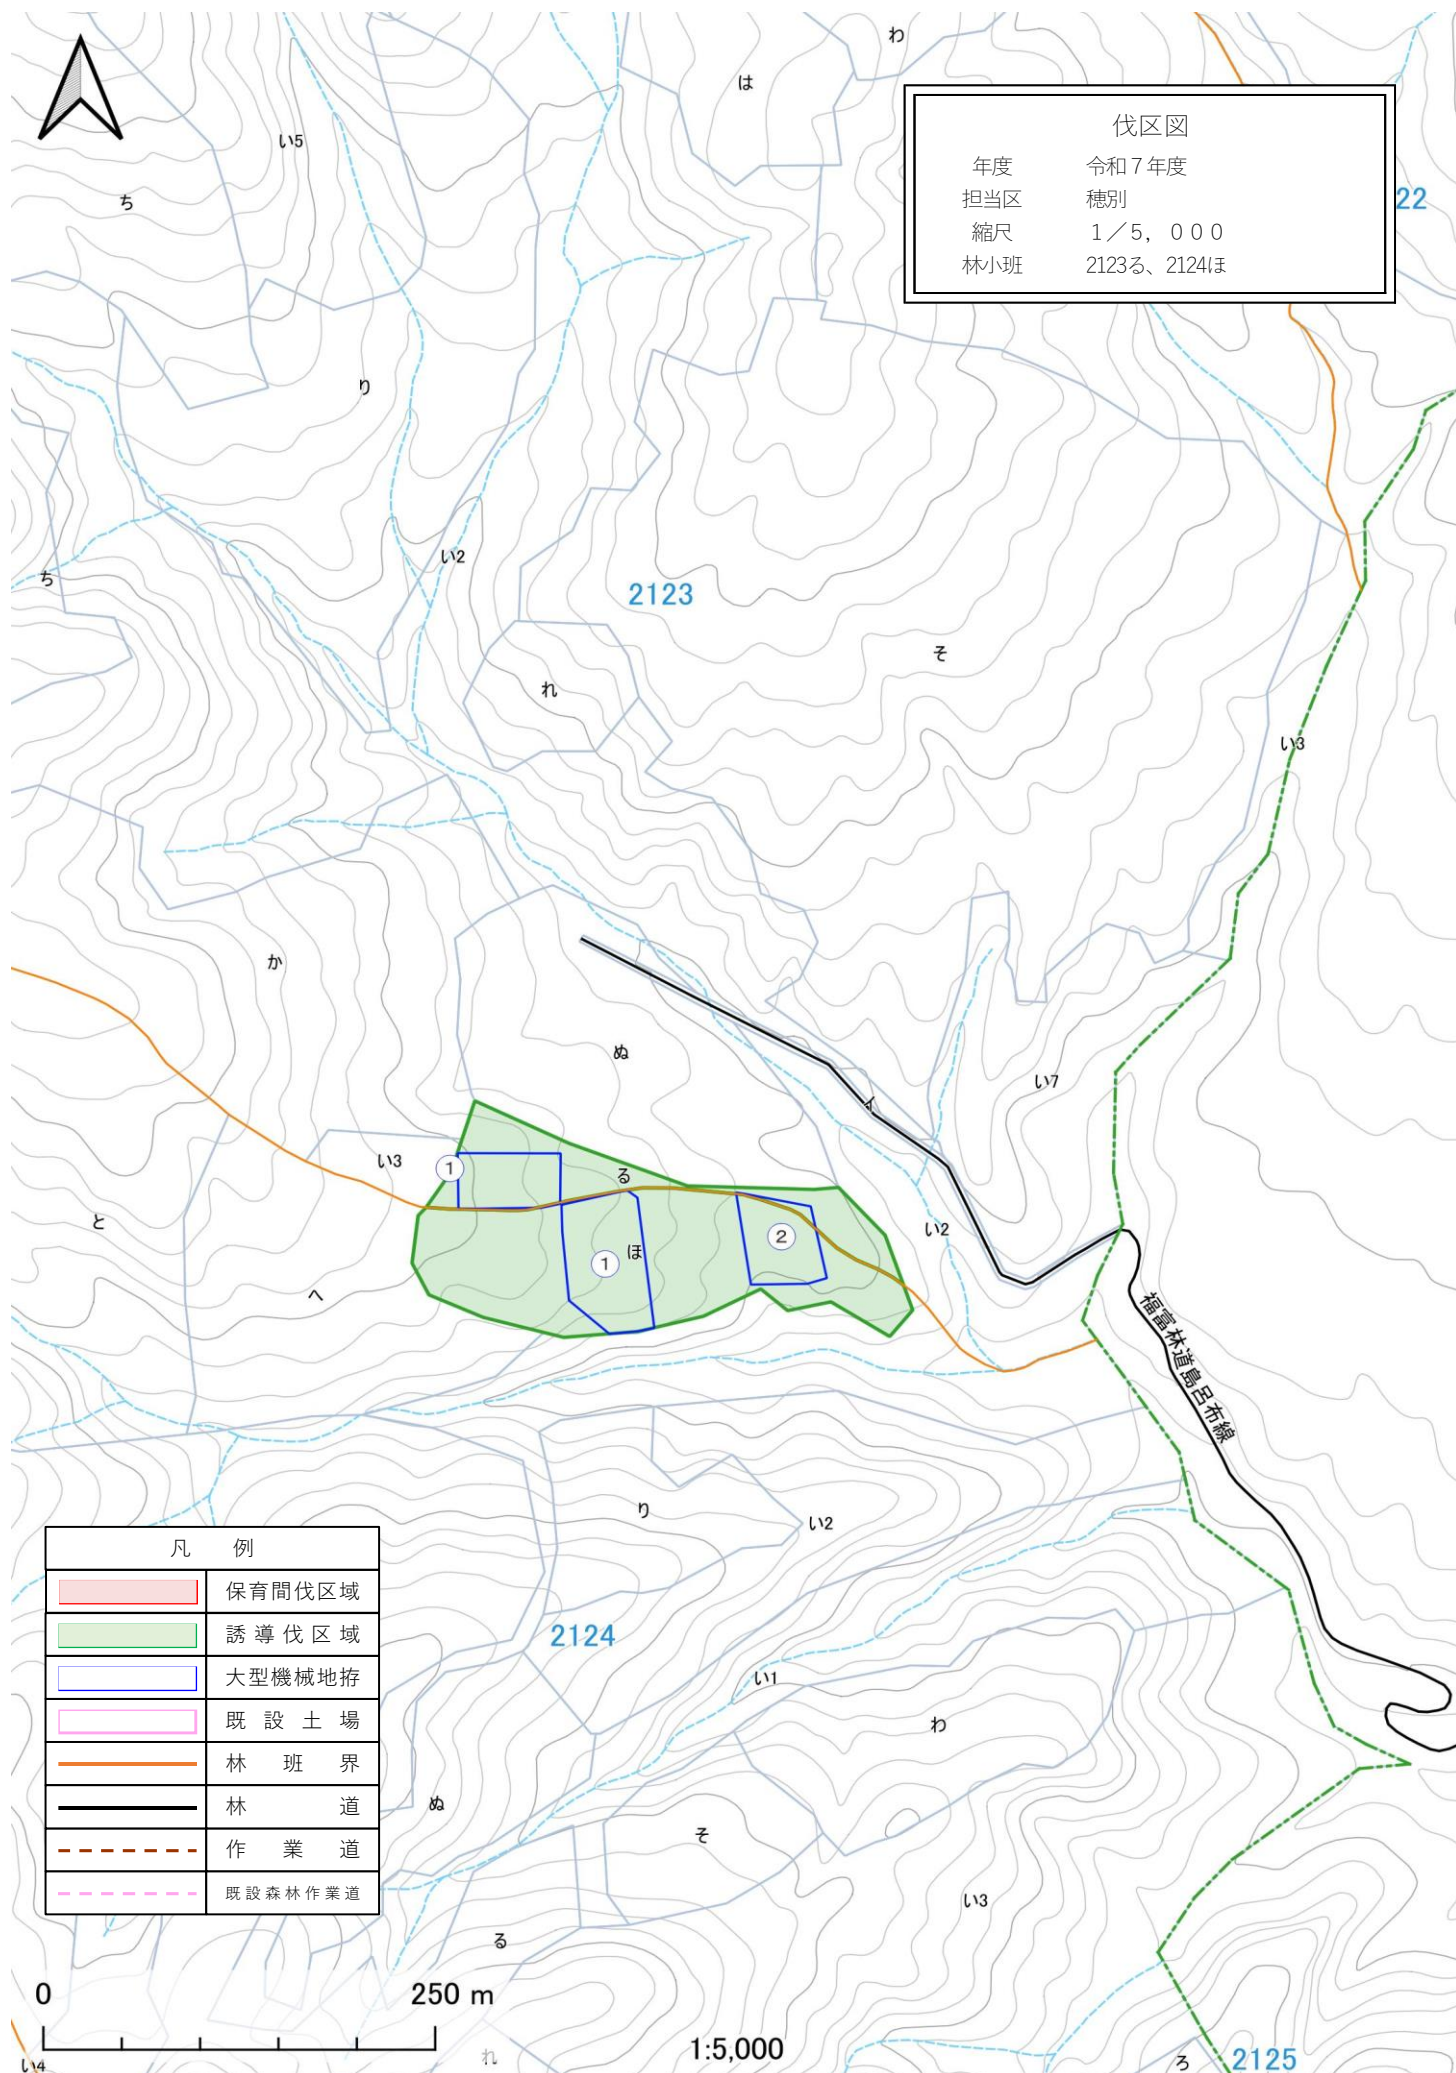 わ
は
い5
ち
伐区図
年度 令和７年度
担当区 穂別
縮尺 １／５，０００
林小班 2123る、2124ほ
22
り
い2
ち
2123
そ
れ
い3
か
ぬ
い7
イ
い3
1
る
と
ほ
2
1
い2
へ
福富林道島呂布線
り
い2
凡 例
保育間伐区域
誘導伐区域
大型機械地拵
既設土場
林班界
林道
作業道
既設森林作業道
2124
い1
わ
ぬ
そ
い3
る
0 250 m
1:5,000
い4
れ
ろ
2125